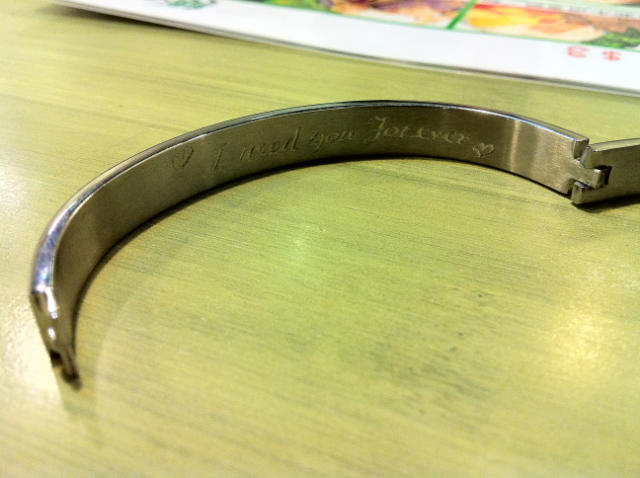 ♡ I need you Forever ♡
$